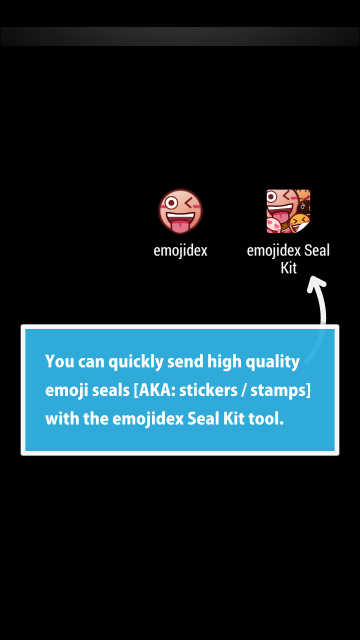 emojidex
emojidex Seal
Kit
You can quickly send high quality
emoji seals [AKA: stickers / stamps]
with the emojidex Seal Kit tool.